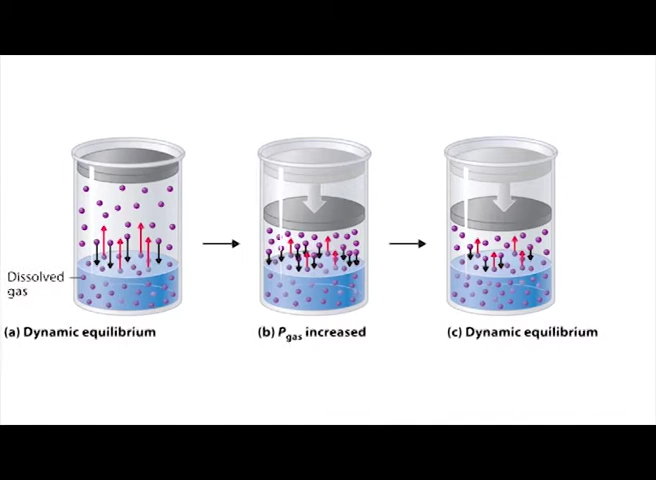 Dissolved
gas
(a) Dynamic equilibrium
(b) Pgas increased
(c) Dynamic equilibrium